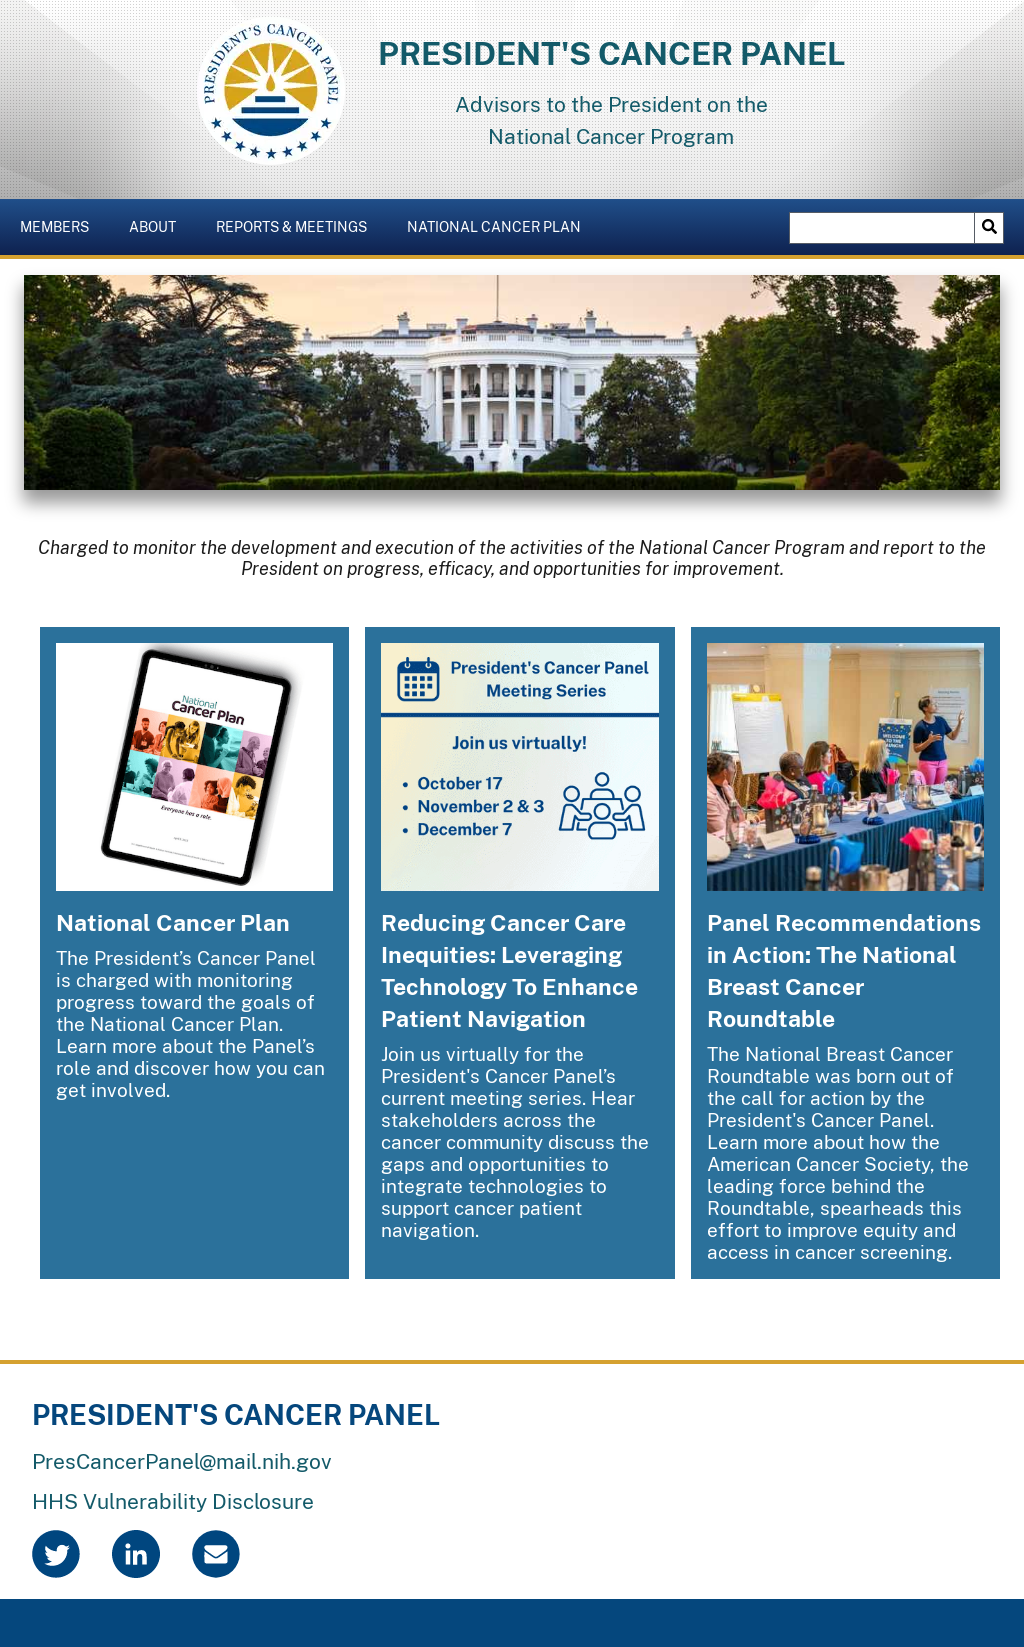 PRESIDENT'S CANCER PANEL
PRESIDENT'S CANCER PANEL
Advisors to the President on the
National Cancer Program
MEMBERS
ABOUT
REPORTS & MEETINGS
NATIONAL CANCER PLAN
Charged to monitor the development and execution of the activities of the National Cancer Program and report to the
President on progress, efficacy, and opportunities for improvement.
National
Cancer Plan
Everyone has a role.
National Cancer Plan
The President’s Cancer Panel
is charged with monitoring
progress toward the goals of
the National Cancer Plan.
Learn more about the Panel’s
role and discover how you can
get involved.
President's Cancer Panel
Meeting Series
Join us virtually!
• October 17
• November 2 & 3
• December 7
Reducing Cancer Care
Inequities: Leveraging
Technology To Enhance
Patient Navigation
Join us virtually for the
President's Cancer Panel’s
current meeting series. Hear
stakeholders across the
cancer community discuss the
gaps and opportunities to
integrate technologies to
support cancer patient
navigation.
WELCOME
TO THE
LAUNCH!
Panel Recommendations
in Action: The National
Breast Cancer
Roundtable
The National Breast Cancer
Roundtable was born out of
the call for action by the
President's Cancer Panel.
Learn more about how the
American Cancer Society, the
leading force behind the
Roundtable, spearheads this
effort to improve equity and
access in cancer screening.
PRESIDENT'S CANCER PANEL
PresCancerPanel@mail.nih.gov
HHS Vulnerability Disclosure
in